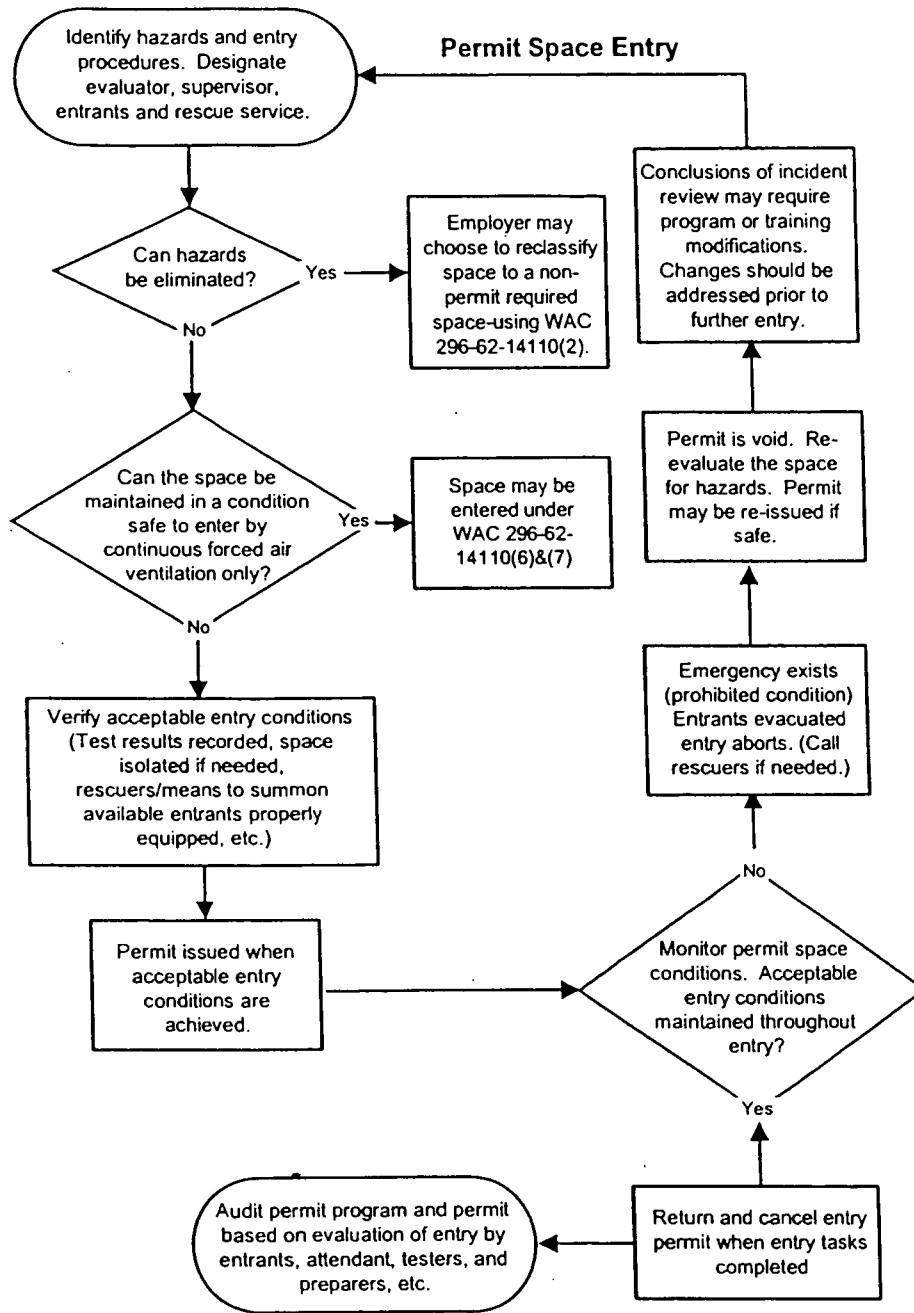 Permit Space Entry
Identify hazards and entry
procedures. Designate
evaluator, supervisor,
entrants and rescue service.
Can hazards
be eliminated?
Yes
No
Employer may
choose to reclassify
space to a non-
permit required
space-using WAC
296-62-14110(2).
Can the space be
maintained in a condition
safe to enter by
continuous forced air
ventilation only?
Yes
No
Space may be
entered under
WAC 296-62-
14110(6)&(7)
Verify acceptable entry conditions
(Test results recorded, space
isolated if needed,
rescuers/means to summon
available entrants properly
equipped, etc.)
Permit issued when
acceptable entry
conditions are
achieved.
Monitor permit space
conditions. Acceptable
entry conditions
maintained throughout
entry?
No
Yes
Emergency exists
(prohibited condition)
Entrants evacuated
entry aborts. (Call
rescuers if needed.)
Permit is void. Re-
evaluate the space
for hazards. Permit
may be re-issued if
safe.
Conclusions of incident
review may require
program or training
modifications.
Changes should be
addressed prior to
further entry.
Return and cancel entry
permit when entry tasks
completed
Audit permit program and permit
based on evaluation of entry by
entrants, attendant, testers, and
preparers, etc.